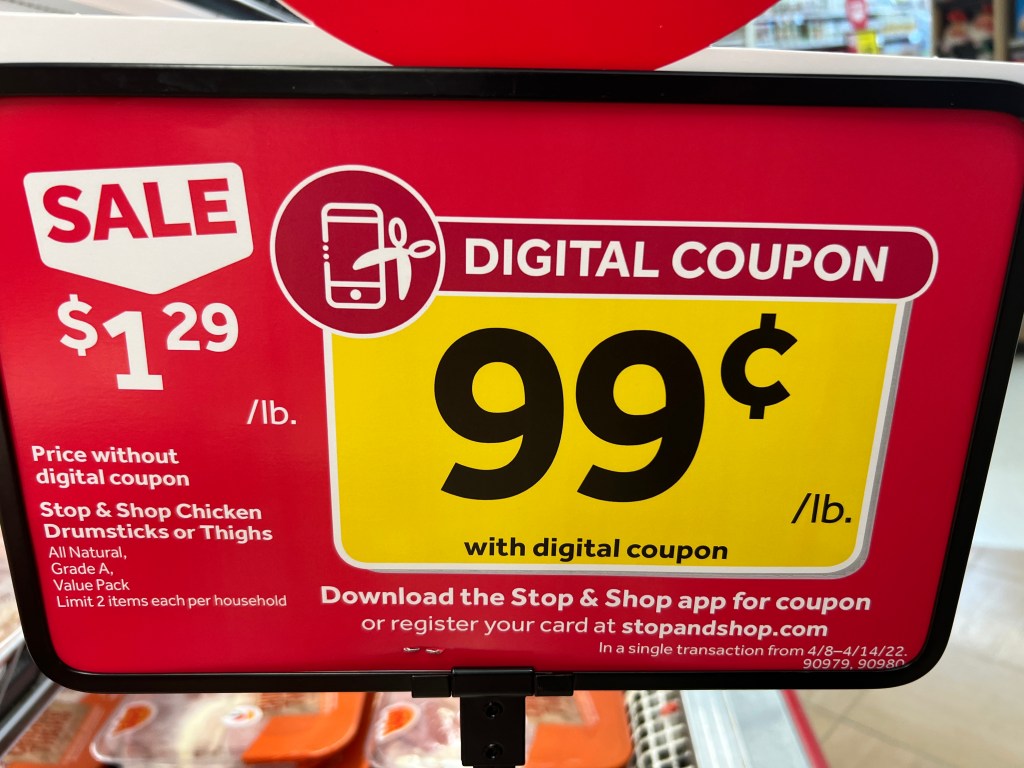 SALE
$1 29
/lb.
Price without
digital coupon
Stop & Shop Chicken
Drumsticks or Thighs
All Natural,
Grade A,
Value Pack
Limit 2 items each per household
DIGITAL COUPON
99¢
/lb.
with digital coupon
Download the Stop & Shop app for coupon
or register your card at stopandshop.com
In a single transaction from 4/8–4/14/22.
90979, 90980